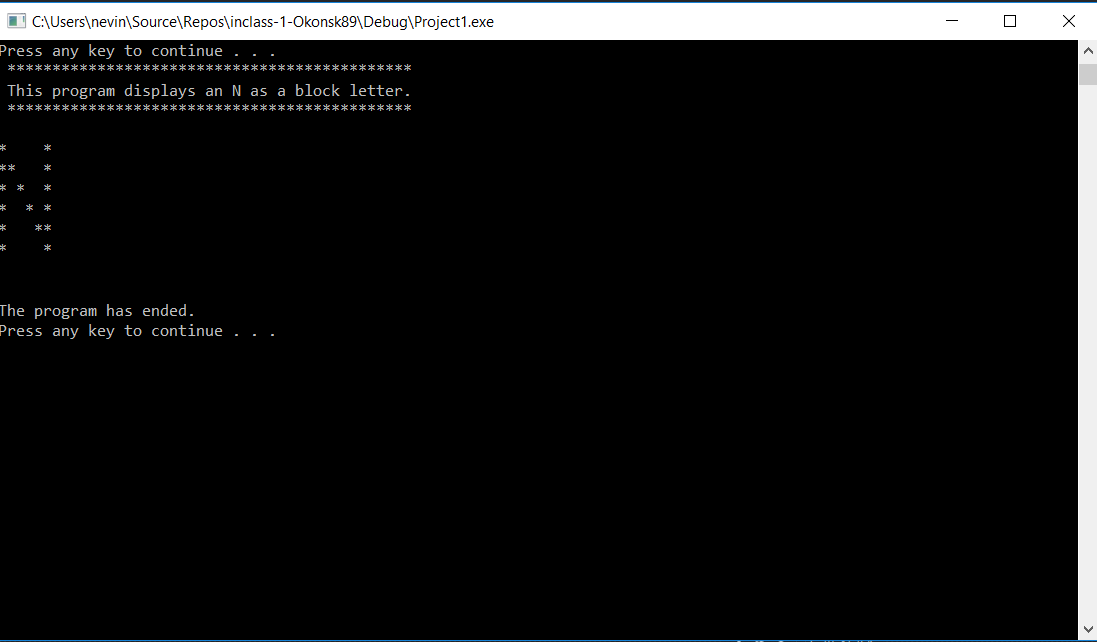 C:\Users\nevin\Source\Repos\inclass-1-Okonsk89\Debug\Project1.exe
Press any key to continue . . .
 *********************************************
 This program displays an N as a block letter.
 *********************************************

*    *
**   *
* *  *
*  * *
*   **
*    *


The program has ended.
Press any key to continue . . .